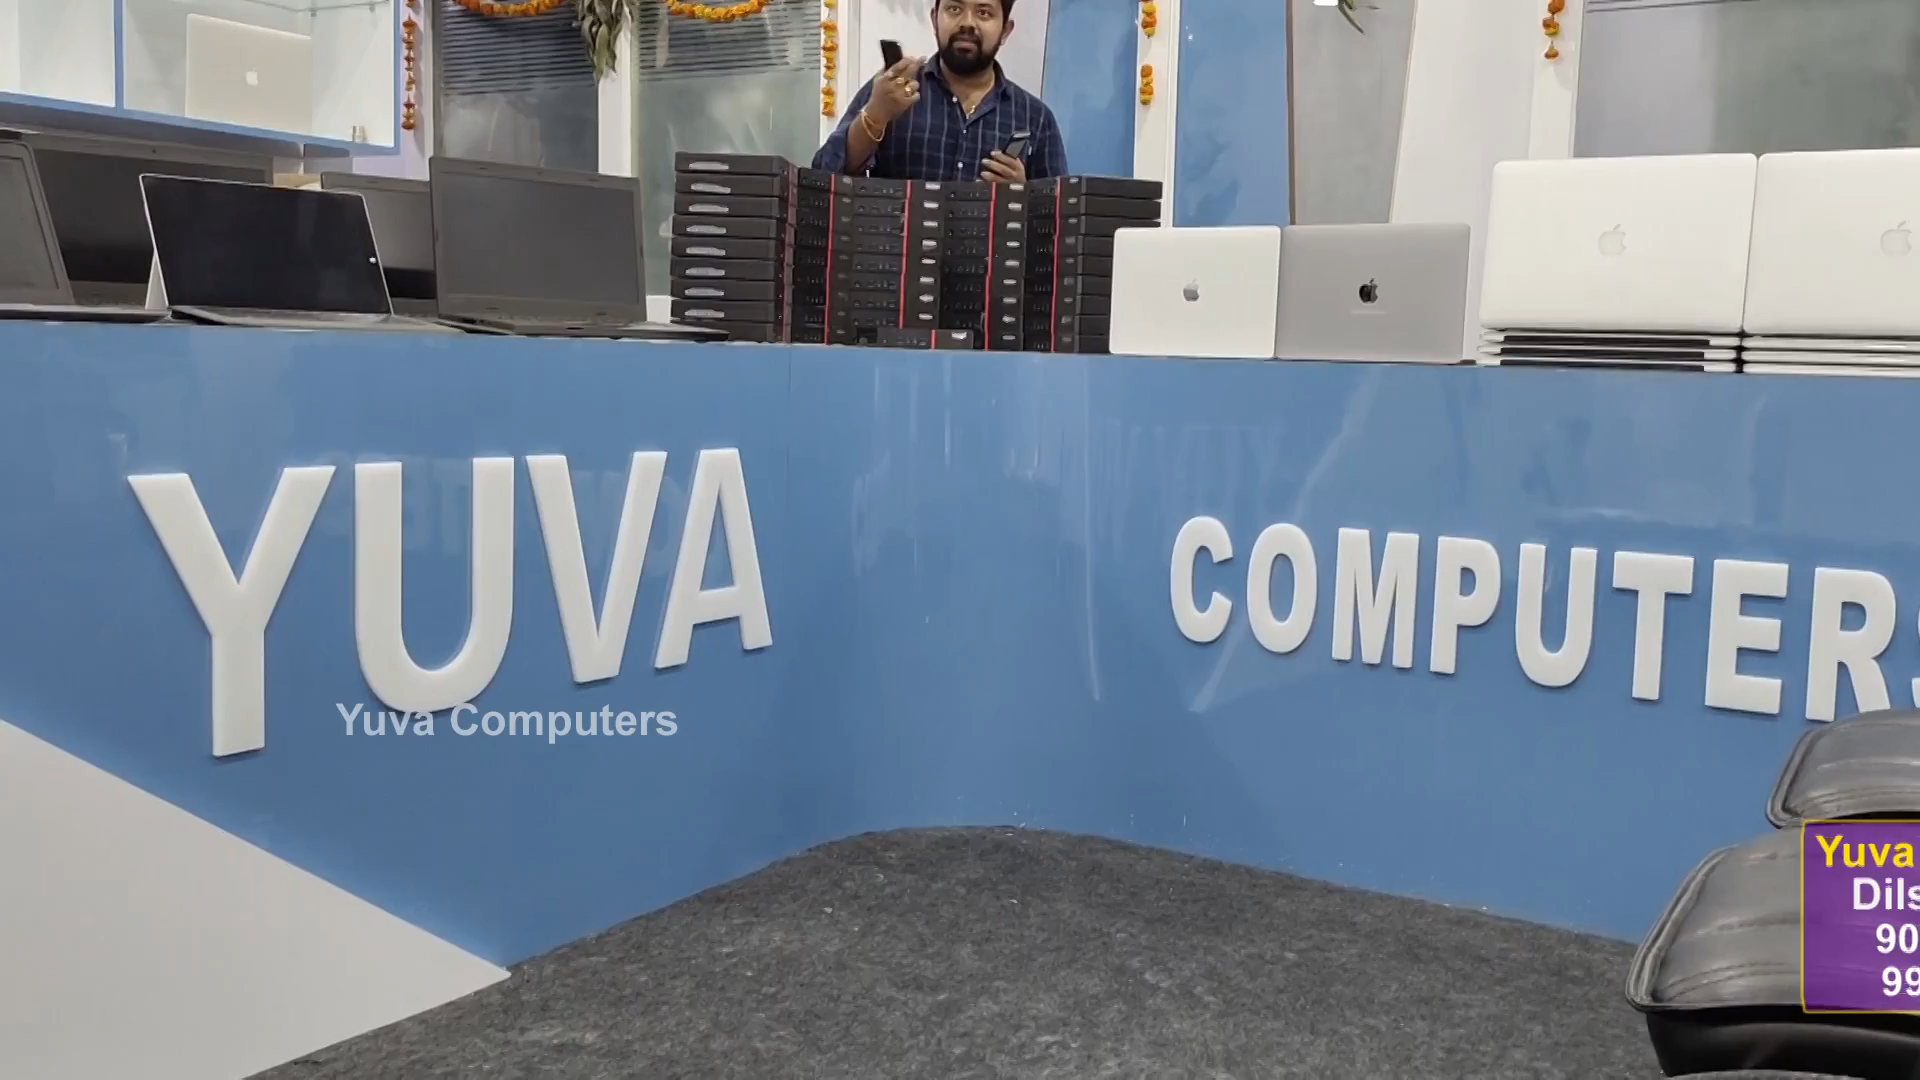 YUVA
COMPUTERS
Yuva Computers
Yuva
Dils
90
99